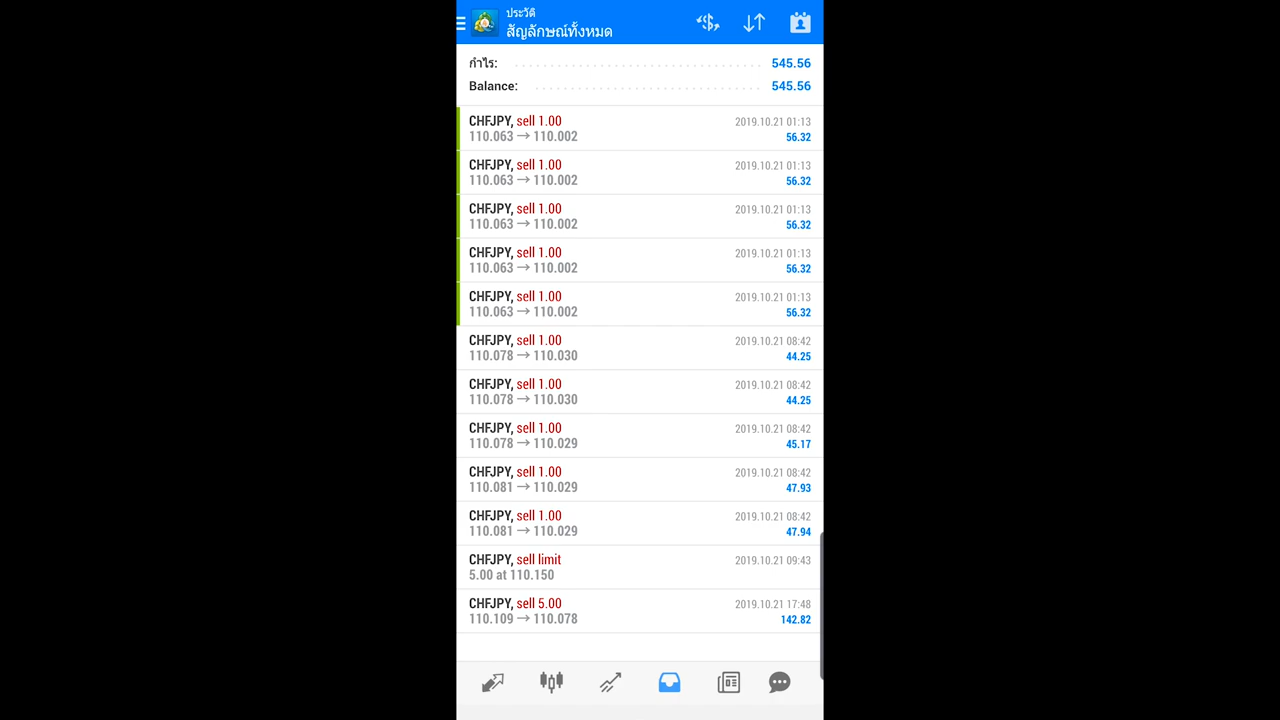 ประวัติ
สัญลักษณ์ทั้งหมด
กำไร: 545.56
Balance: 545.56
CHFJPY, sell 1.00 2019.10.21 01:13
110.063 → 110.002 56.32
CHFJPY, sell 1.00 2019.10.21 01:13
110.063 → 110.002 56.32
CHFJPY, sell 1.00 2019.10.21 01:13
110.063 → 110.002 56.32
CHFJPY, sell 1.00 2019.10.21 01:13
110.063 → 110.002 56.32
CHFJPY, sell 1.00 2019.10.21 01:13
110.063 → 110.002 56.32
CHFJPY, sell 1.00 2019.10.21 08:42
110.078 → 110.030 44.25
CHFJPY, sell 1.00 2019.10.21 08:42
110.078 → 110.030 44.25
CHFJPY, sell 1.00 2019.10.21 08:42
110.078 → 110.029 45.17
CHFJPY, sell 1.00 2019.10.21 08:42
110.081 → 110.029 47.93
CHFJPY, sell 1.00 2019.10.21 08:42
110.081 → 110.029 47.94
CHFJPY, sell limit 2019.10.21 09:43
5.00 at 110.150
CHFJPY, sell 5.00 2019.10.21 17:48
110.109 → 110.078 142.82